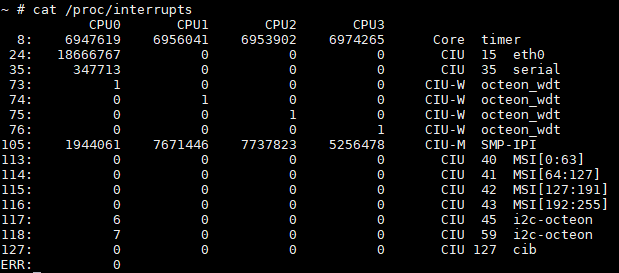 ~ # cat /proc/interrupts
           CPU0       CPU1       CPU2       CPU3
  8:    6947619    6956041    6953902    6974265      Core  timer
 24:   18666767          0          0          0       CIU  15  eth0
 35:     347713          0          0          0       CIU  35  serial
 73:          1          0          0          0     CIU-W  octeon_wdt
 74:          0          1          0          0     CIU-W  octeon_wdt
 75:          0          0          1          0     CIU-W  octeon_wdt
 76:          0          0          0          1     CIU-W  octeon_wdt
105:    1944061    7671446    7737823    5256478     CIU-M  SMP-IPI
113:          0          0          0          0       CIU  40  MSI[0:63]
114:          0          0          0          0       CIU  41  MSI[64:127]
115:          0          0          0          0       CIU  42  MSI[127:191]
116:          0          0          0          0       CIU  43  MSI[192:255]
117:          6          0          0          0       CIU  45  i2c-octeon
118:          7          0          0          0       CIU  59  i2c-octeon
127:          0          0          0          0       CIU 127  cib
ERR:          0